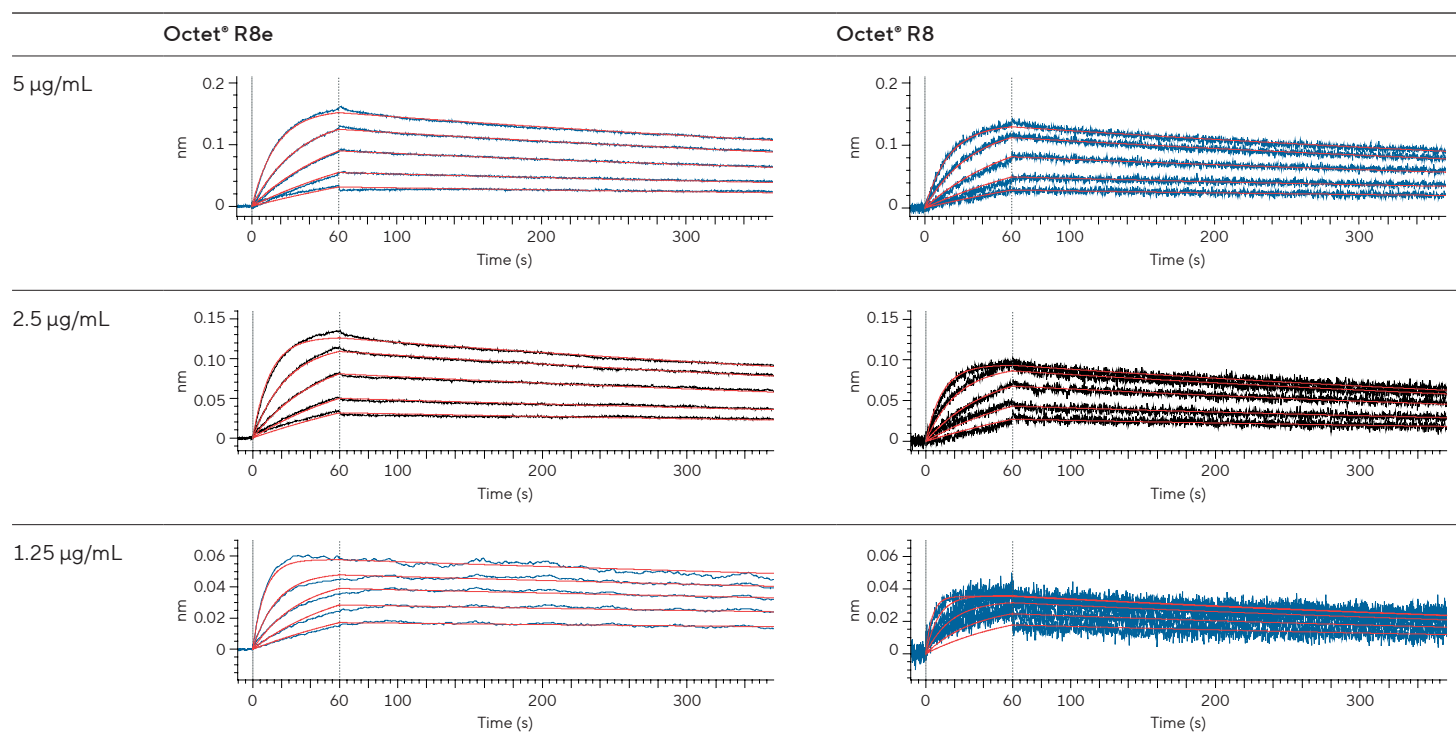 Octet® R8e Octet® R8
5 µg/mL
0.2 0.2
0.1 0.1
nm nm
0 0
0 60 100 200 300 0 60 100 200 300
Time (s) Time (s)
2.5 µg/mL
0.15 0.15
0.10 0.10
nm nm
0.05 0.05
0 0
0 60 100 200 300 0 60 100 200 300
Time (s) Time (s)
1.25 µg/mL
0.06 0.06
0.04 0.04
nm nm
0.02 0.02
0 0
0 60 100 200 300 0 60 100 200 300
Time (s) Time (s)